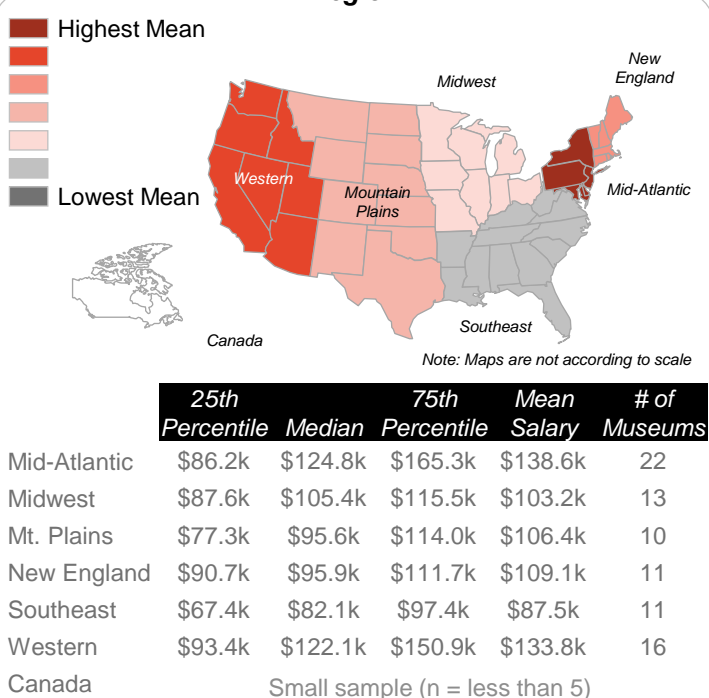 Highest Mean
Lowest Mean
New
England
Midwest
Western
Mountain
Plains
Mid-Atlantic
Southeast
Canada
Note: Maps are not according to scale
25th Percentile Median 75th Percentile Mean Salary # of Museums
Mid-Atlantic $86.2k $124.8k $165.3k $138.6k 22
Midwest $87.6k $105.4k $115.5k $103.2k 13
Mt. Plains $77.3k $95.6k $114.0k $106.4k 10
New England $90.7k $95.9k $111.7k $109.1k 11
Southeast $67.4k $82.1k $97.4k $87.5k 11
Western $93.4k $122.1k $150.9k $133.8k 16
Canada Small sample (n = less than 5)